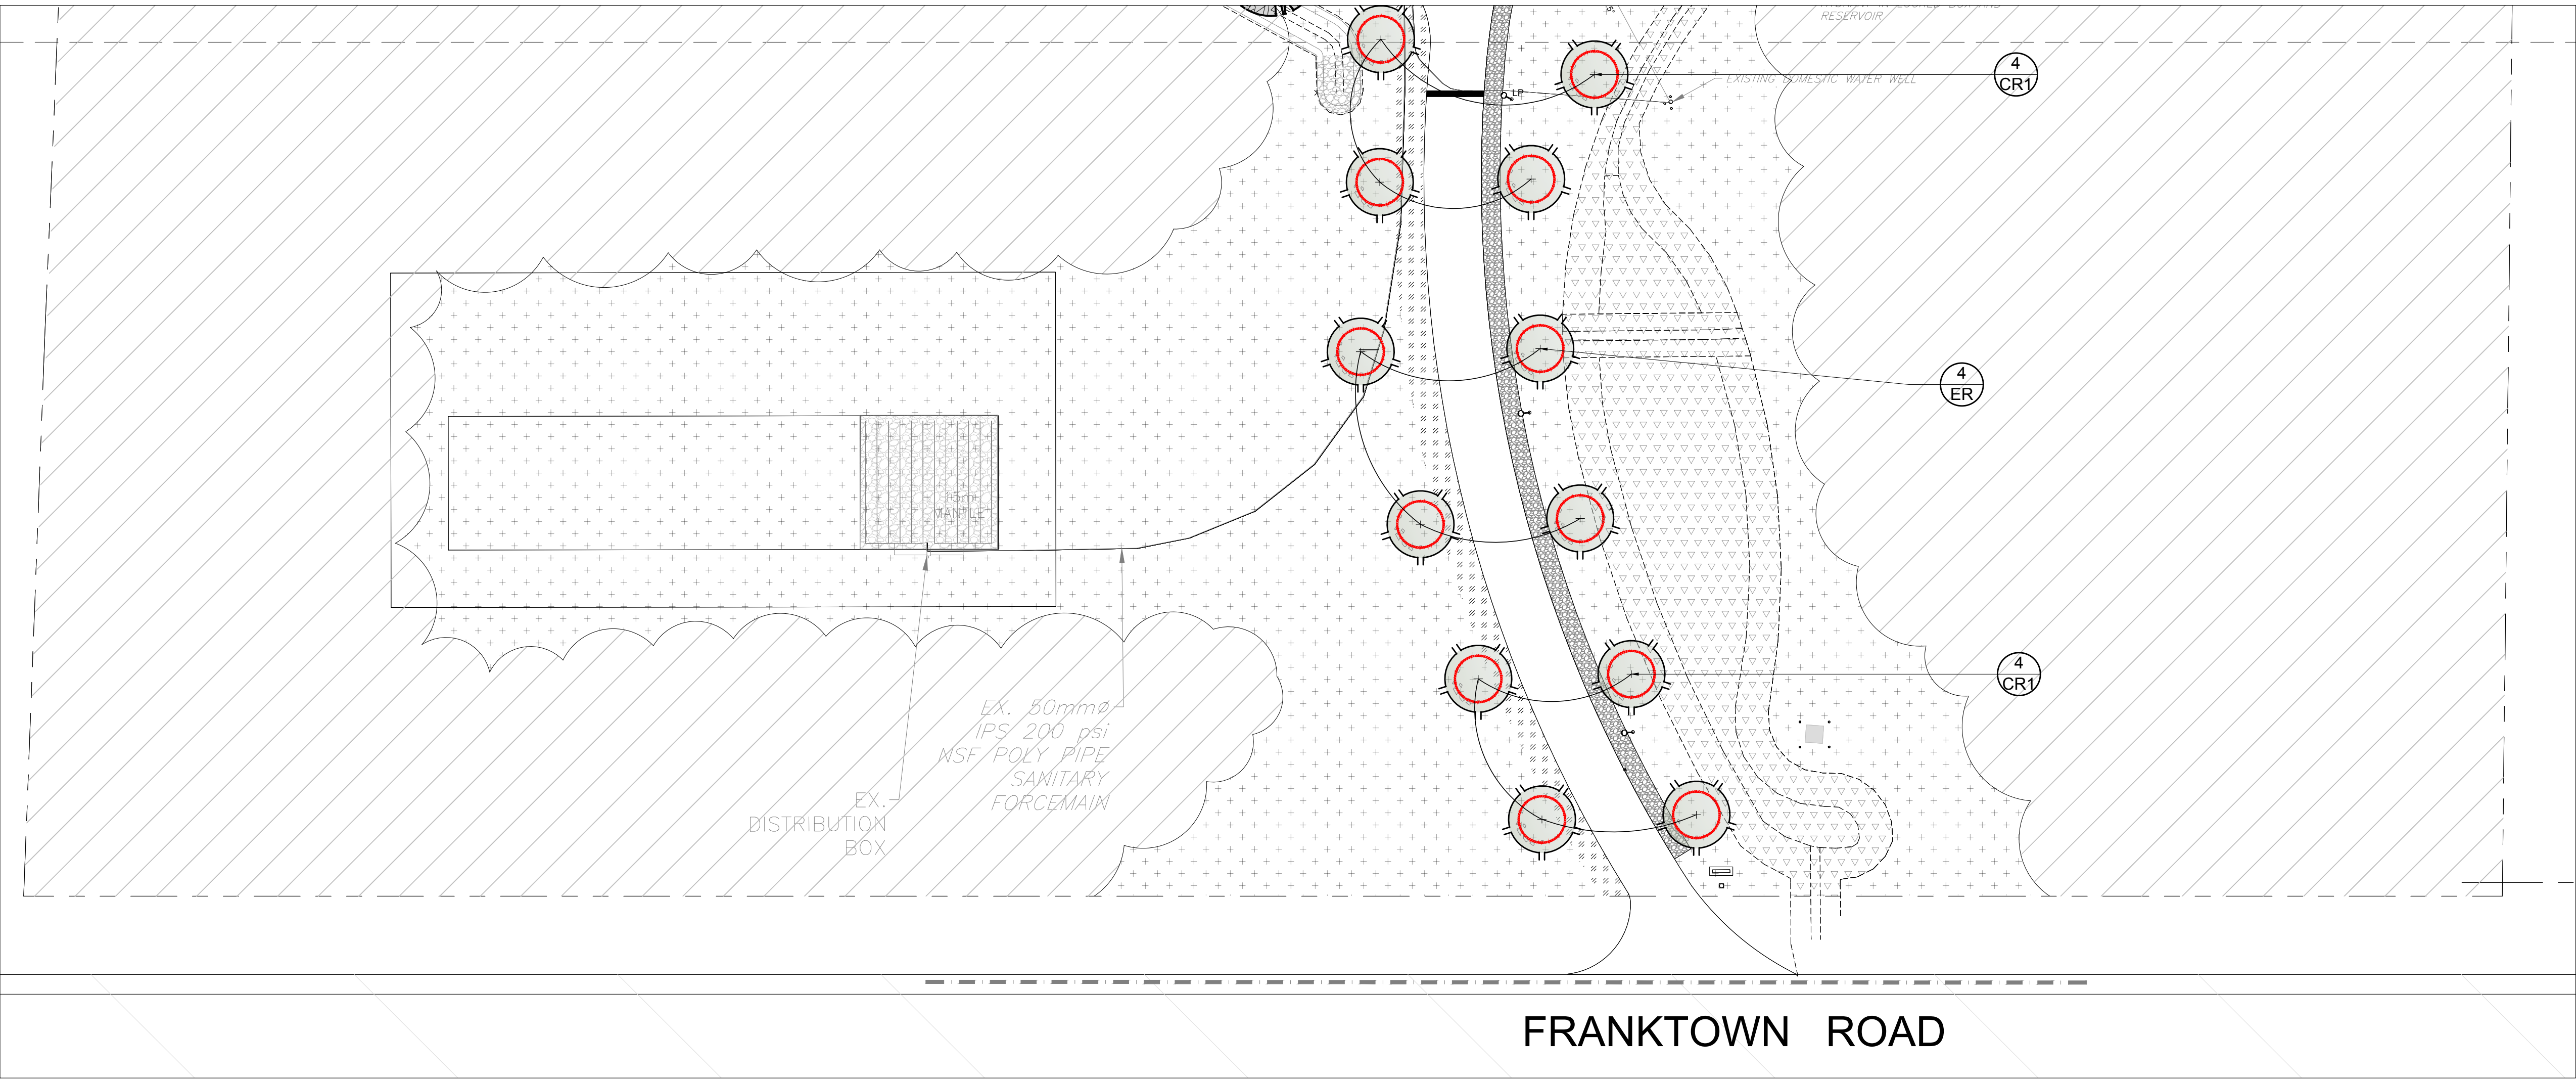 RESERVOIR
4
CR1
EXISTING DOMESTIC WATER WELL
LP
4
ER
5m
MANTLE
4
CR1
EX. 50mmø
IPS 200 psi
NSF POLY PIPE
SANITARY
FORCEMAIN
EX.
DISTRIBUTION
BOX
FRANKTOWN ROAD